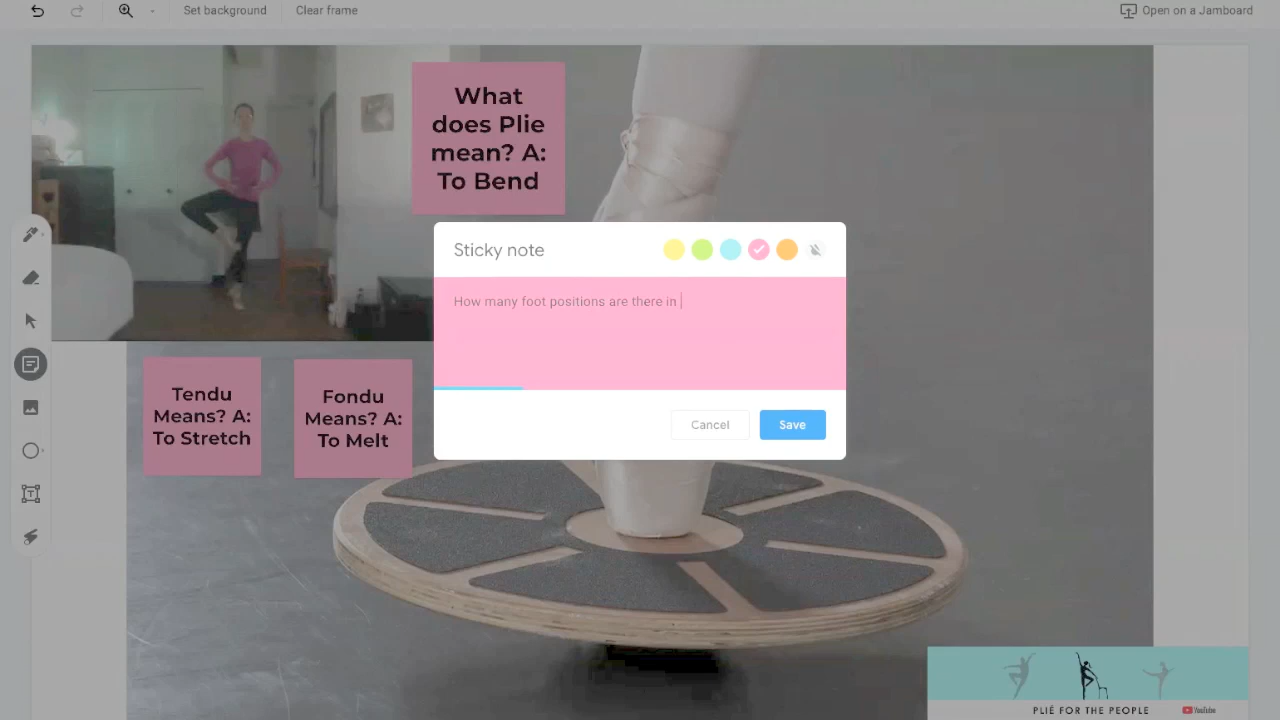 Set background
Clear frame
Open on a Jamboard
What
does Plie
mean? A:
To Bend
Sticky note
How many foot positions are there in
Tendu
Means? A:
To Stretch
Fondu
Means? A:
To Melt
Cancel
Save
PLIÉ FOR THE PEOPLE
YouTube